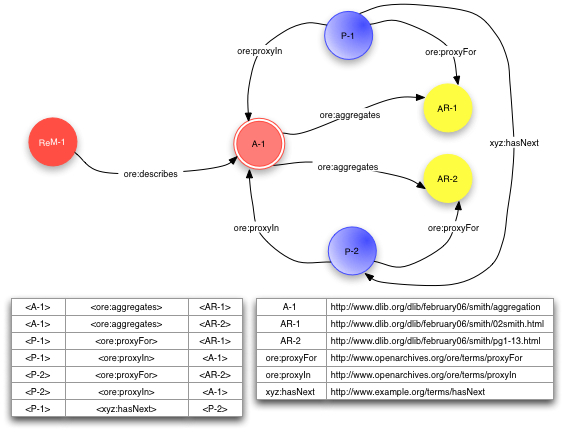 P-1
ore:proxyIn
ore:proxyFor
AR-1
ore:aggregates
ReM-1
A-1
xyz:hasNext
ore:aggregates
ore:describes
AR-2
ore:proxyIn
ore:proxyFor
P-2
<A-1> <ore:aggregates> <AR-1>
<A-1> <ore:aggregates> <AR-2>
<P-1> <ore:proxyFor> <AR-1>
<P-1> <ore:proxyIn> <A-1>
<P-2> <ore:proxyFor> <AR-2>
<P-2> <ore:proxyIn> <A-1>
<P-1> <xyz:hasNext> <P-2>
A-1 http://www.dlib.org/dlib/february06/smith/aggregation
AR-1 http://www.dlib.org/dlib/february06/smith/02smith.html
AR-2 http://www.dlib.org/dlib/february06/smith/pg1-13.html
ore:proxyFor http://www.openarchives.org/ore/terms/proxyFor
ore:proxyIn http://www.openarchives.org/ore/terms/proxyIn
xyz:hasNext http://www.example.org/terms/hasNext